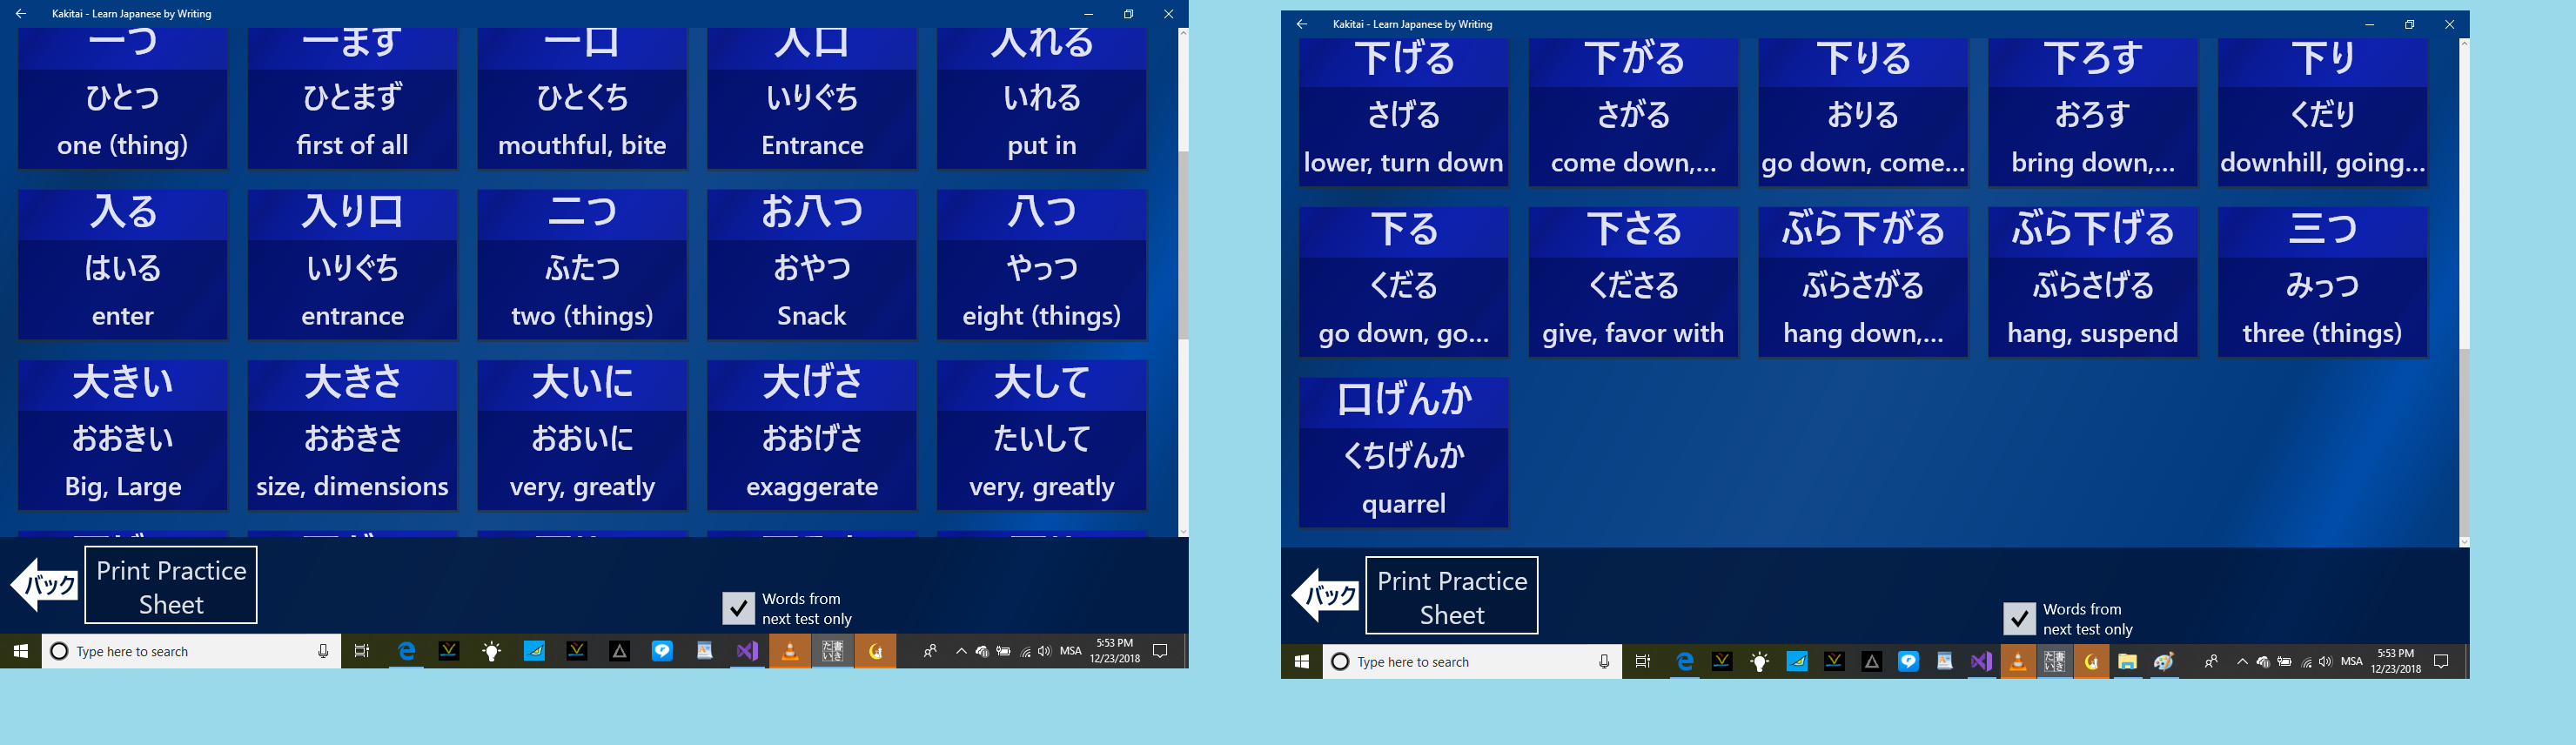 Kakitai - Learn Japanese by Writing
一つ
ひとつ
one (thing)
一まず
ひとまず
first of all
一口
ひとくち
mouthful, bite
入口
いりぐち
Entrance
入れる
いれる
put in
入る
はいる
enter
入り口
いりぐち
entrance
二つ
ふたつ
two (things)
お八つ
おやつ
Snack
八つ
やっつ
eight (things)
大きい
おおきい
Big, Large
大きさ
おおきさ
size, dimensions
大いに
おおいに
very, greatly
大げさ
おおげさ
exaggerate
大して
たいして
very, greatly
バック
Print Practice
Sheet
Words from
next test only
Type here to search
書き
たい
MSA
5:53 PM
12/23/2018
Kakitai - Learn Japanese by Writing
下げる
さげる
lower, turn down
下がる
さがる
come down,...
下りる
おりる
go down, come...
下ろす
おろす
bring down,...
下り
くだり
downhill, going...
下る
くだる
go down, go...
下さる
くださる
give, favor with
ぶら下がる
ぶらさがる
hang down,...
ぶら下げる
ぶらさげる
hang, suspend
三つ
みっつ
three (things)
口げんか
くちげんか
quarrel
バック
Print Practice
Sheet
Words from
next test only
Type here to search
書き
たい
MSA
5:53 PM
12/23/2018